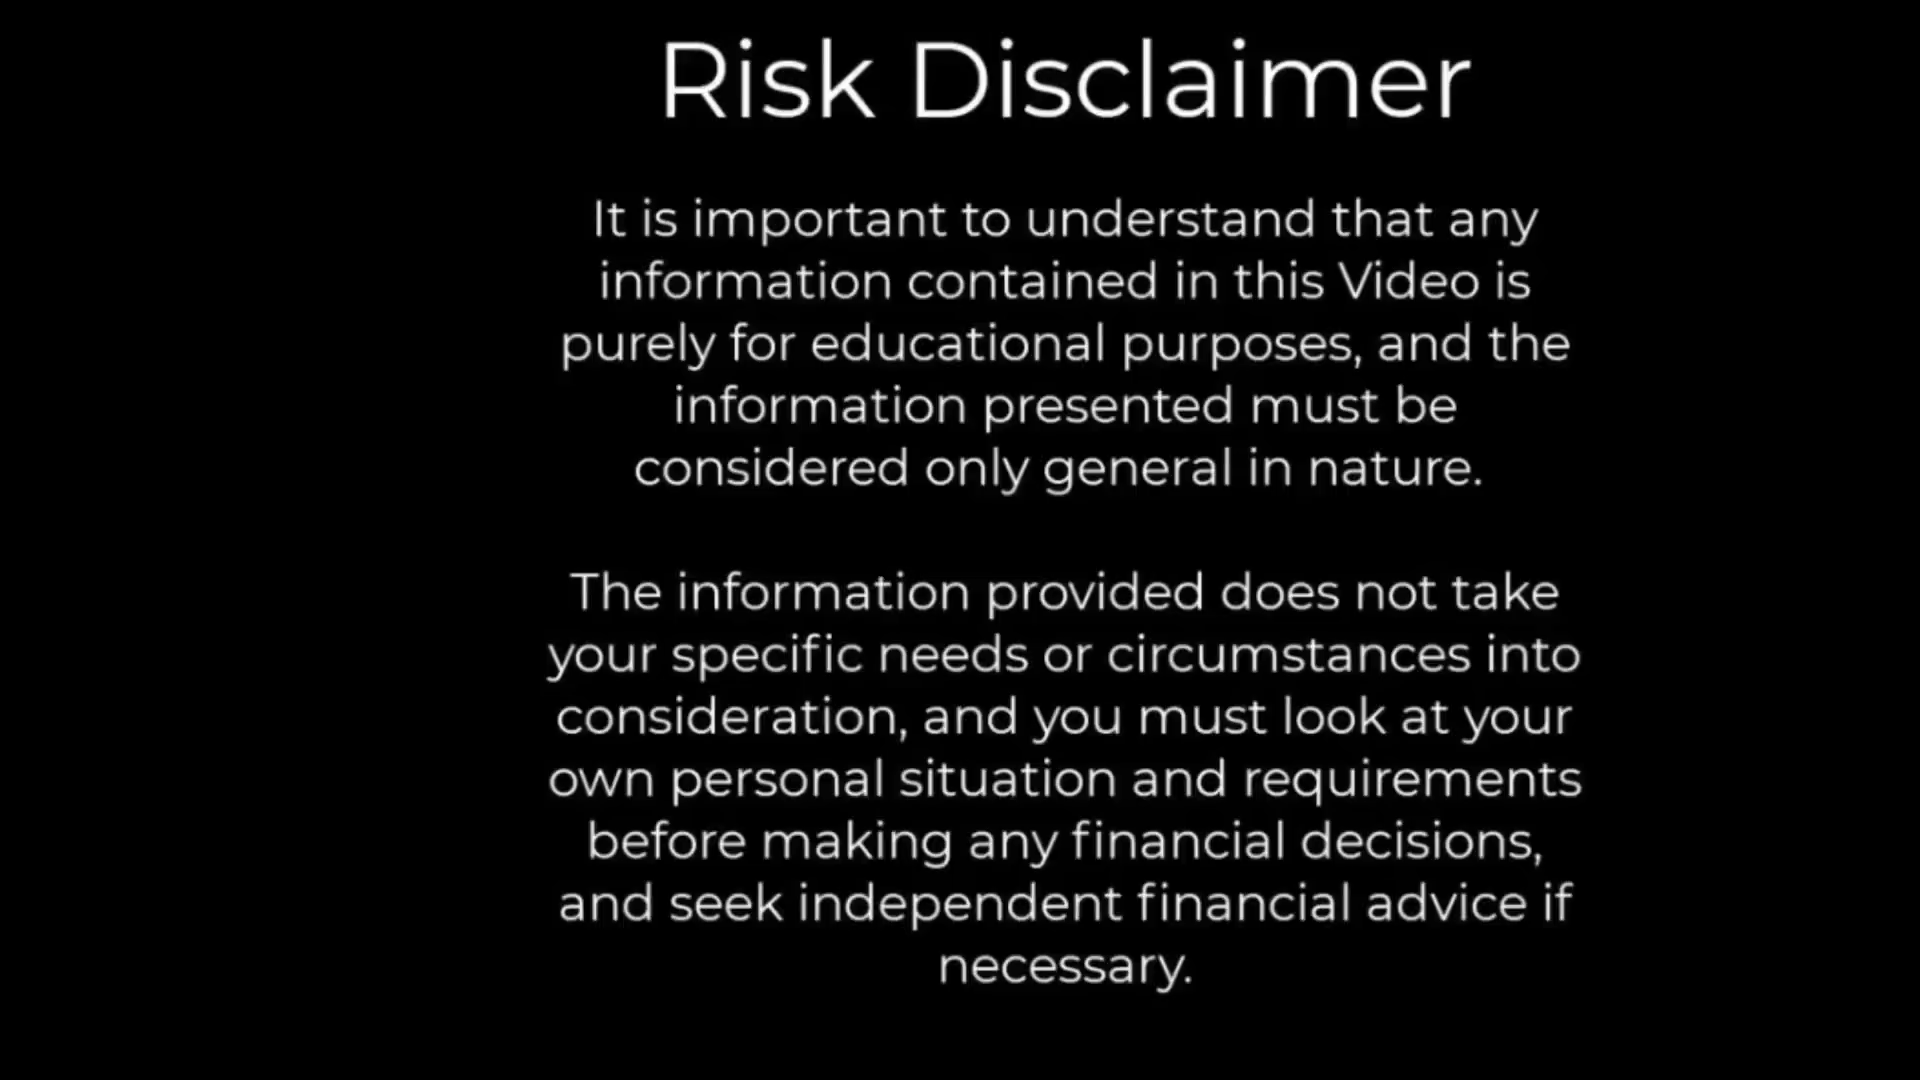 Risk Disclaimer
It is important to understand that any
information contained in this Video is
purely for educational purposes, and the
information presented must be
considered only general in nature.
The information provided does not take
your specific needs or circumstances into
consideration, and you must look at your
own personal situation and requirements
before making any financial decisions,
and seek independent financial advice if
necessary.